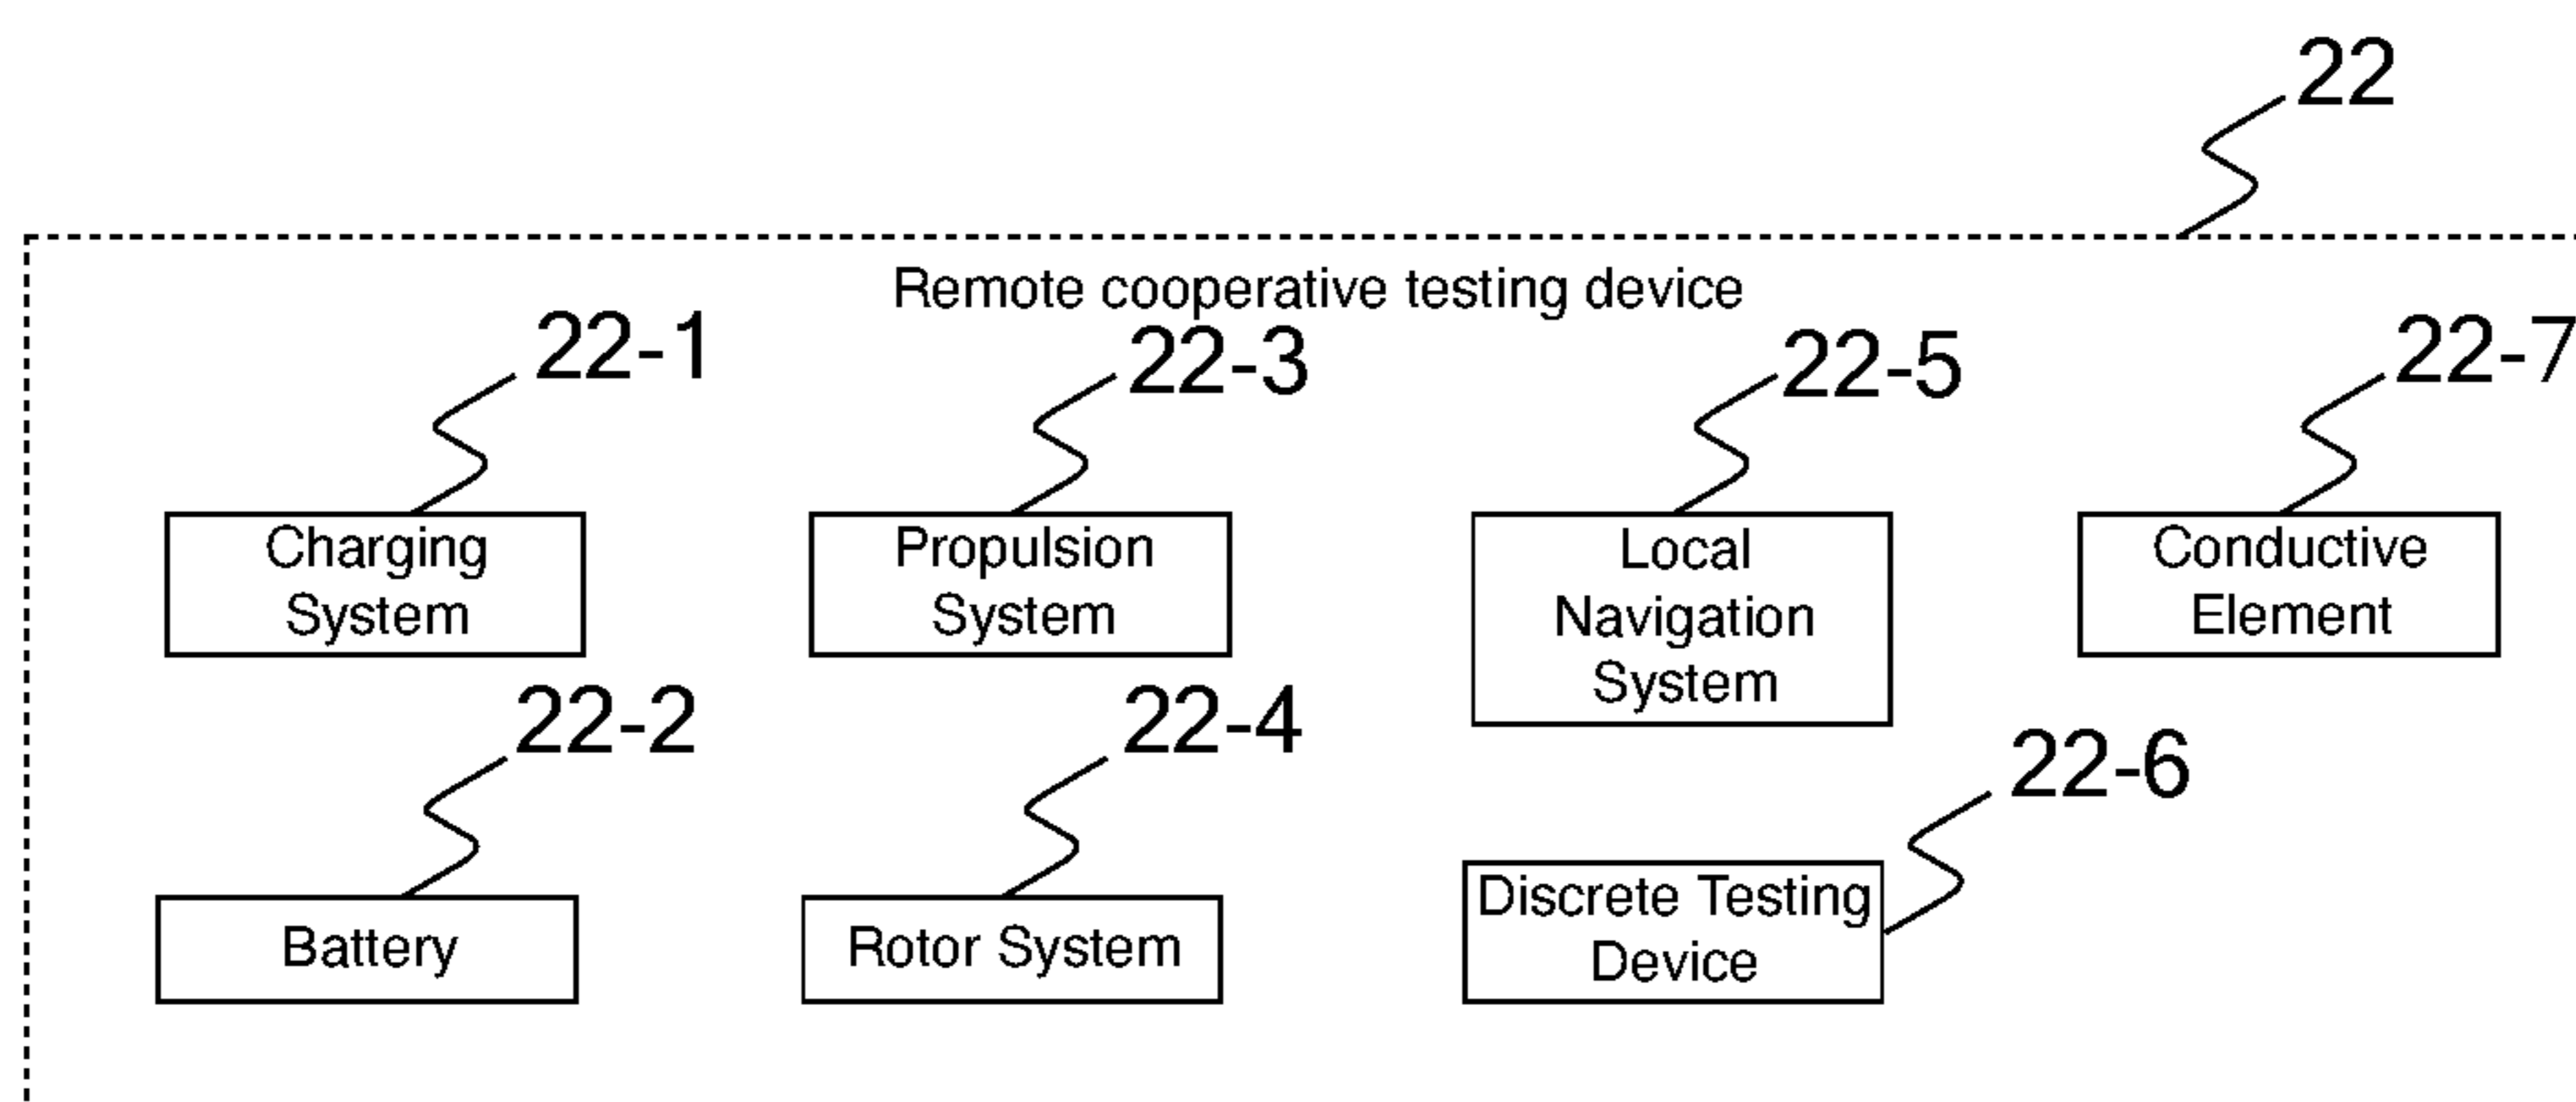 22
Remote cooperative testing device
22-1
22-3
22-5
22-7
Charging
System
Propulsion
System
Local
Navigation
System
Conductive
Element
22-2
22-4
22-6
Battery
Rotor System
Discrete Testing
Device